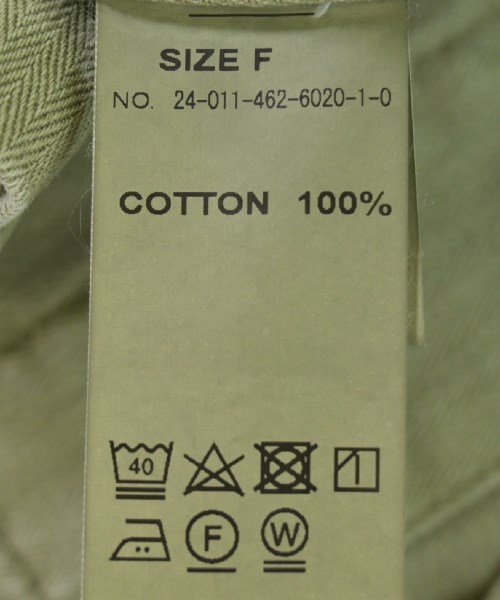 SIZE F
NO. 24-011-462-6020-1-0
COTTON 100%
40
F W